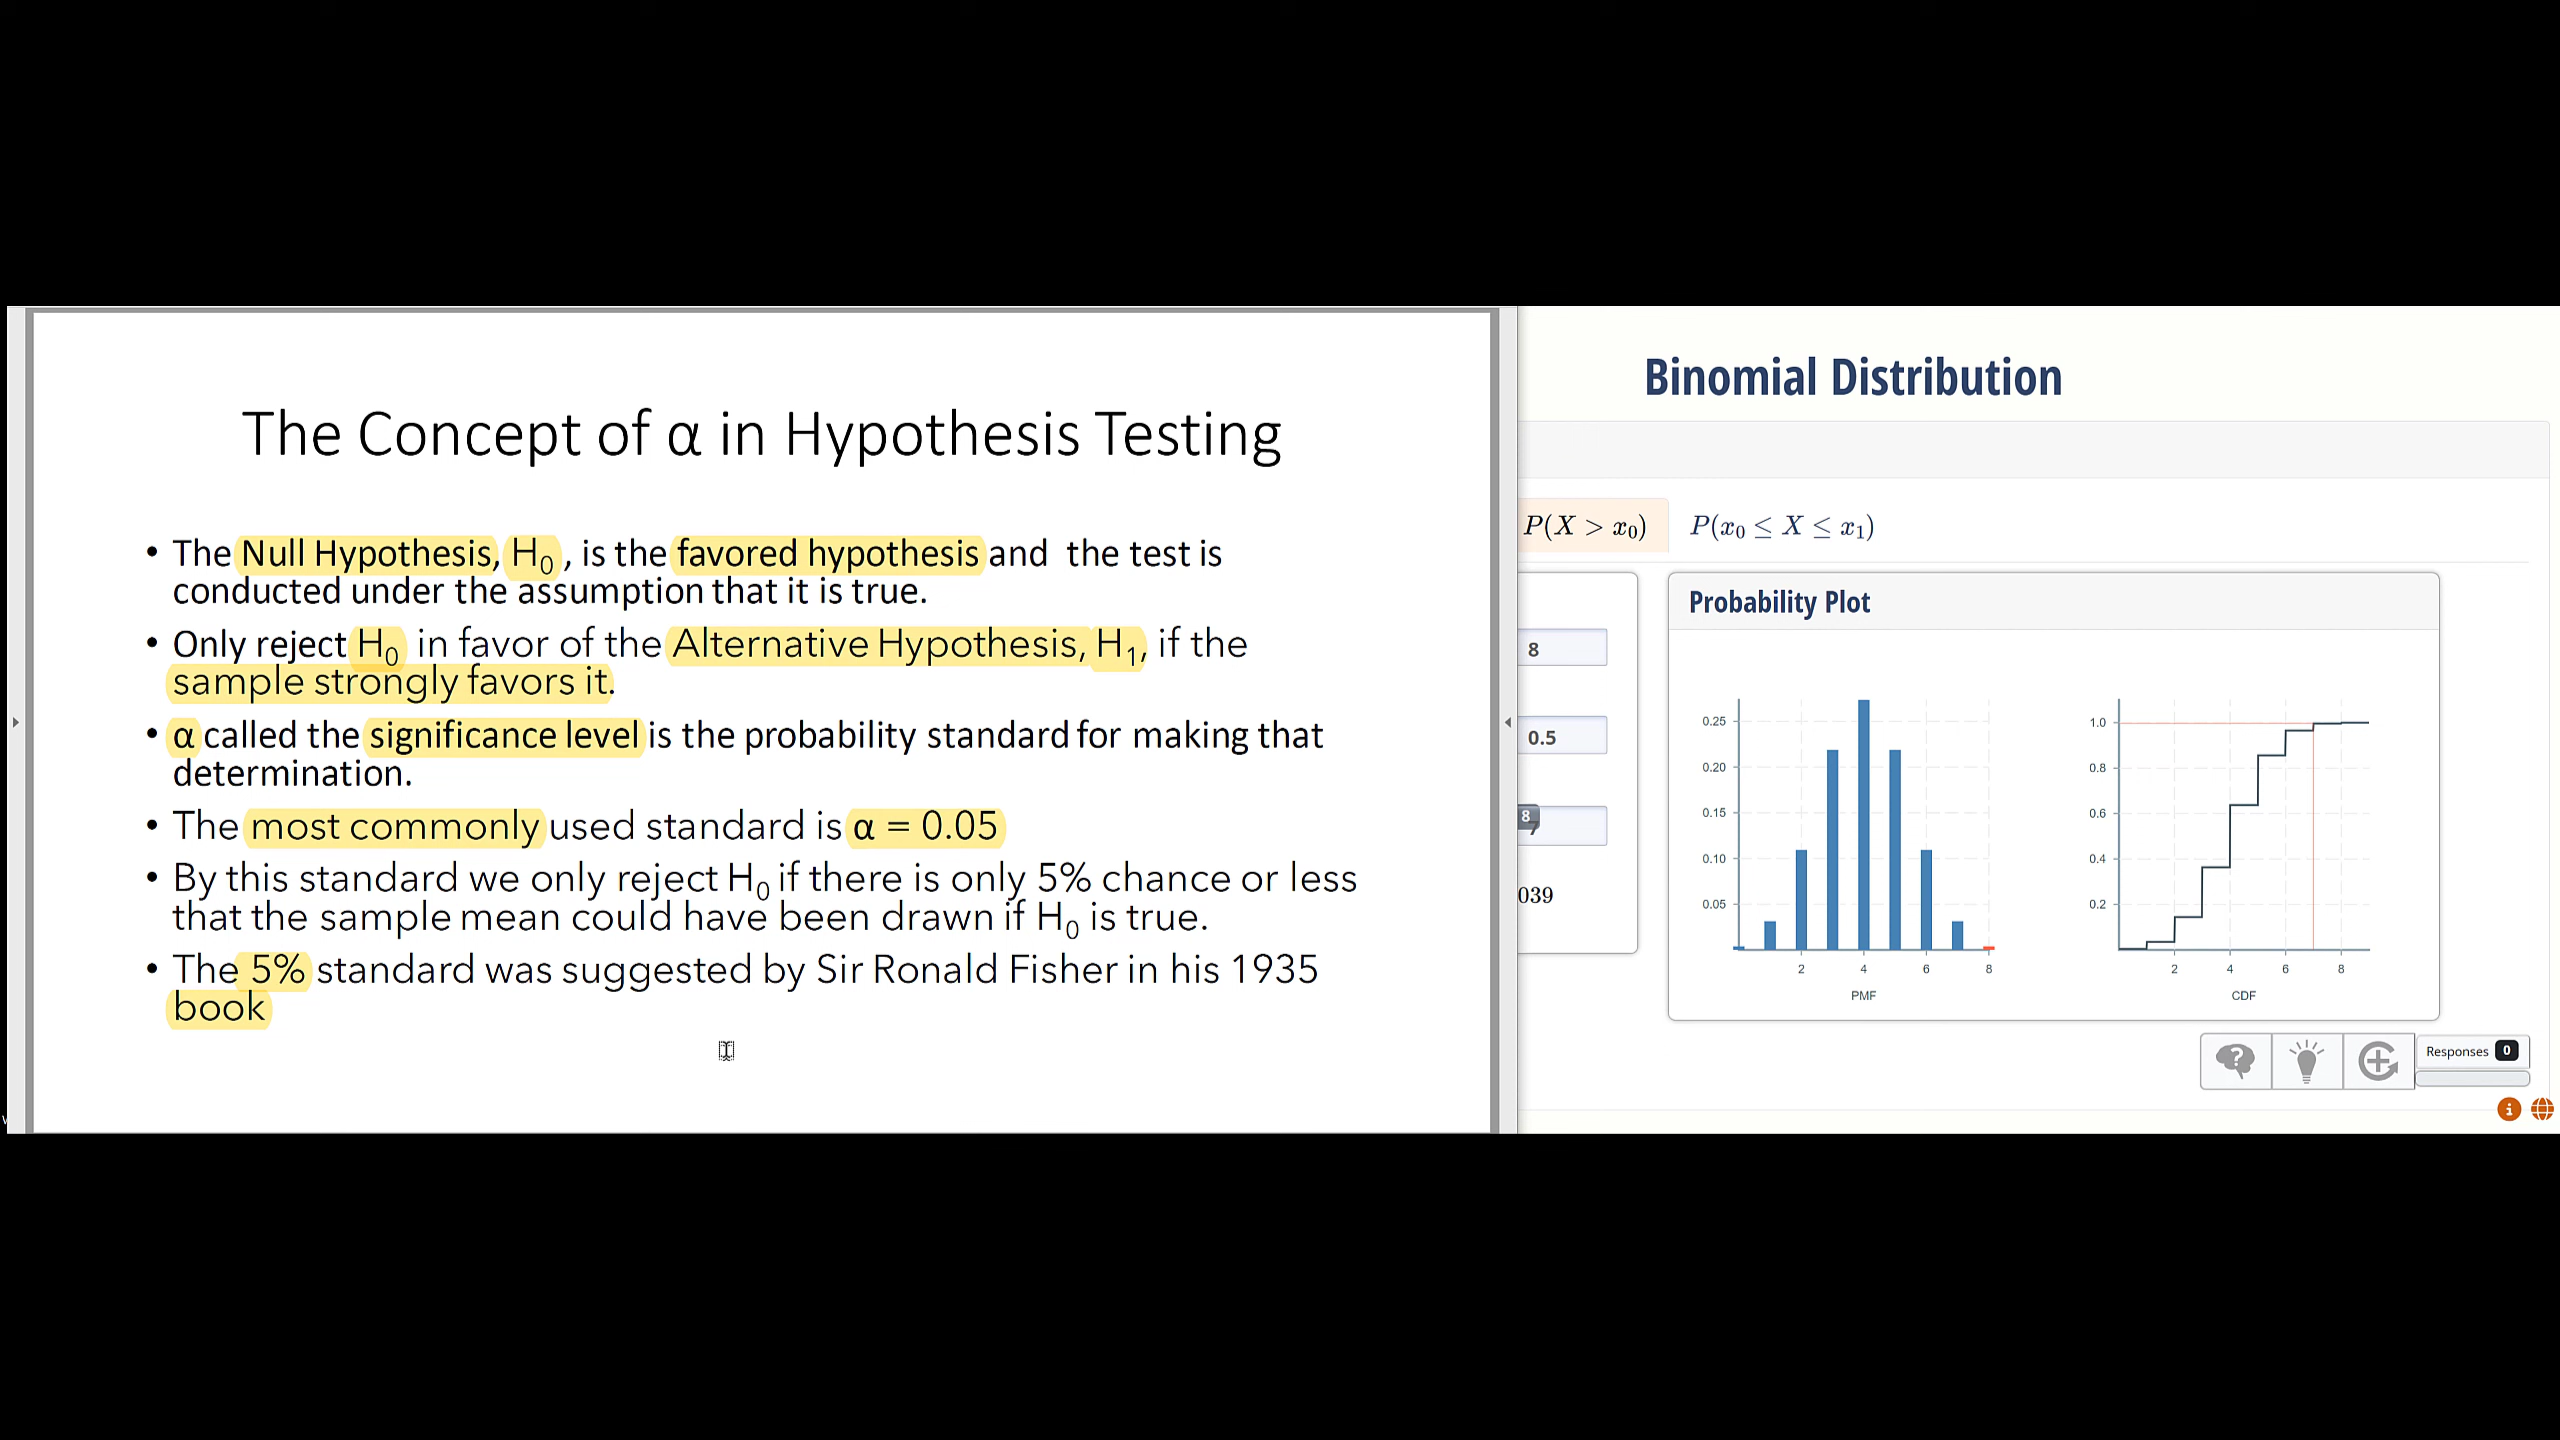 The Concept of α in Hypothesis Testing
• The Null Hypothesis, H₀ , is the favored hypothesis and the test is
conducted under the assumption that it is true.
• Only reject H₀ in favor of the Alternative Hypothesis, H₁, if the
sample strongly favors it.
• α called the significance level is the probability standard for making that
determination.
• The most commonly used standard is α = 0.05
• By this standard we only reject H₀ if there is only 5% chance or less
that the sample mean could have been drawn if H₀ is true.
• The 5% standard was suggested by Sir Ronald Fisher in his 1935
book
Binomial Distribution
P(X > x₀) P(x₀ ≤ X ≤ x₁)
8
0.5
8
7
039
Probability Plot
0.25
0.20
0.15
0.10
0.05
2 4 6 8
PMF
1.0
0.8
0.6
0.4
0.2
2 4 6 8
CDF
Responses 0